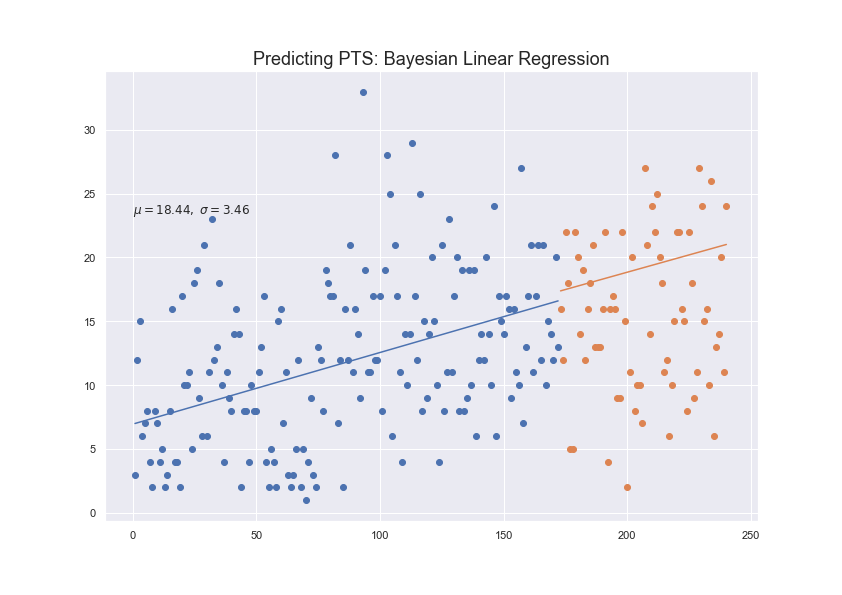 Predicting PTS: Bayesian Linear Regression
30
25
μ = 18.44, σ = 3.46
20
15
10
5
0
0 50 100 150 200 250